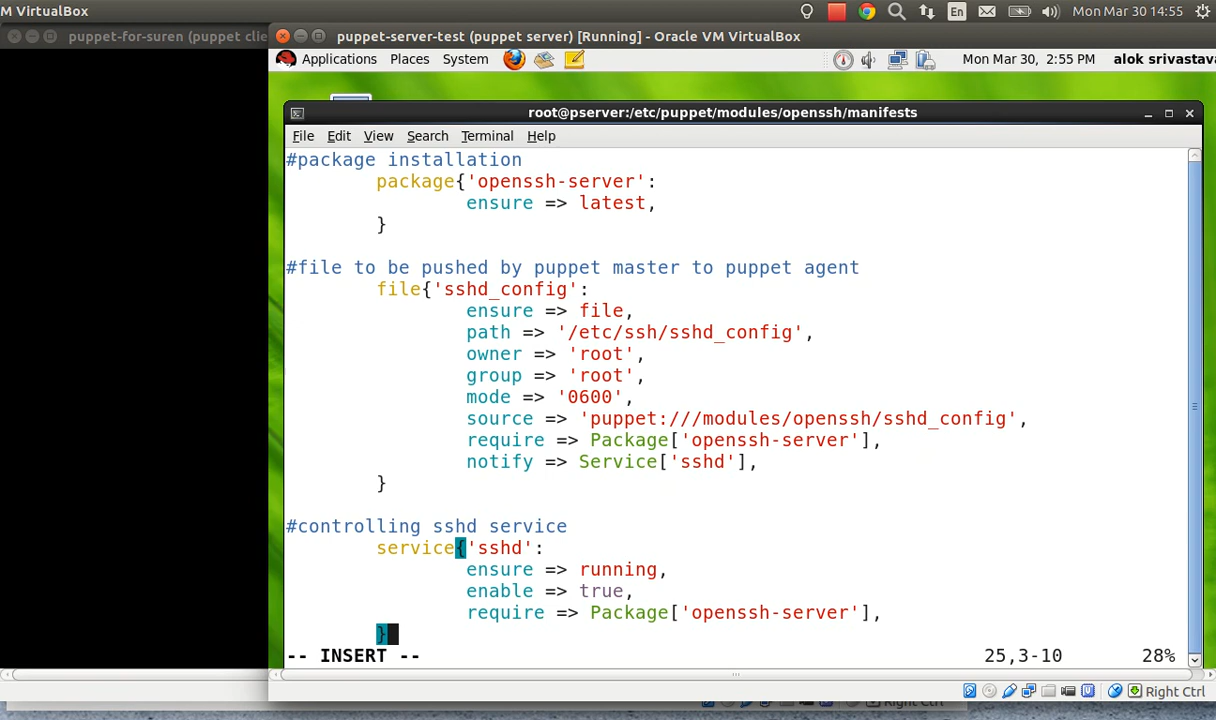 M VirtualBox
En
Mon Mar 30 14:55
puppet-for-suren (puppet clie
puppet-server-test (puppet server) [Running] - Oracle VM VirtualBox
Applications Places System
Mon Mar 30, 2:55 PM alok srivastava
root@pserver:/etc/puppet/modules/openssh/manifests
File Edit View Search Terminal Help
#package installation
package{'openssh-server':
ensure => latest,
}
#file to be pushed by puppet master to puppet agent
file{'sshd_config':
ensure => file,
path => '/etc/ssh/sshd_config',
owner => 'root',
group => 'root',
mode => '0600',
source => 'puppet:///modules/openssh/sshd_config',
require => Package['openssh-server'],
notify => Service['sshd'],
}
#controlling sshd service
service{'sshd':
ensure => running,
enable => true,
require => Package['openssh-server'],
}
-- INSERT --
25,3-10
28%
Right Ctrl
Right Ctrl